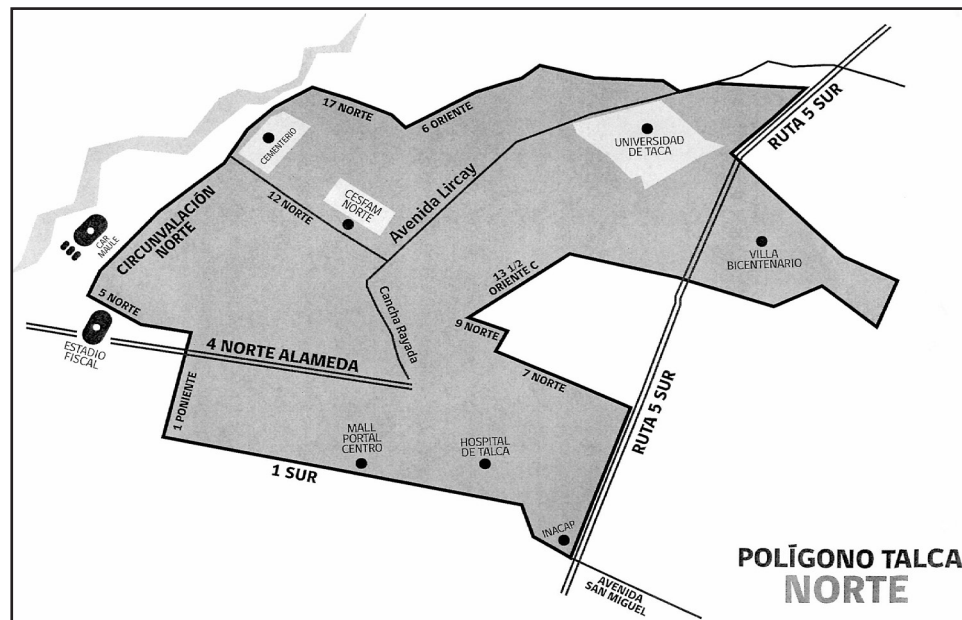 17 NORTE
6 ORIENTE
RUTA 5 SUR
CEMENTERIO
UNIVERSIDAD
DE TACA
CESFAM
NORTE
12 NORTE
Avenida Lircay
CIRCUNVALACIÓN
NORTE
CAR
MAULE
VILLA
BICENTENARIO
13 1/2
ORIENTE C
Cancha Rayada
5 NORTE
9 NORTE
ESTADIO
FISCAL
4 NORTE ALAMEDA
7 NORTE
RUTA 5 SUR
1 PONIENTE
MALL
PORTAL
CENTRO
HOSPITAL
DE TALCA
1 SUR
INACAP
AVENIDA
SAN MIGUEL
POLÍGONO TALCA
NORTE